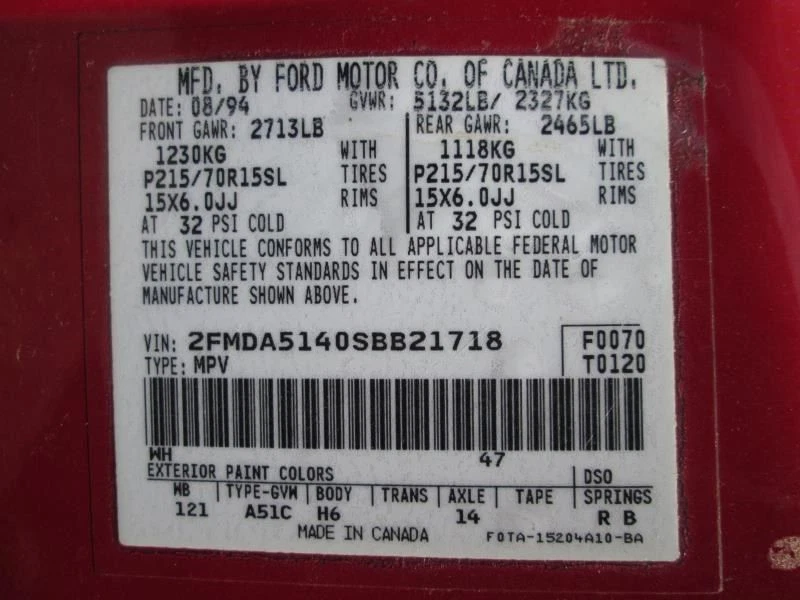 MFD. BY FORD MOTOR CO. OF CANADA LTD.
DATE: 08/94 GVWR: 5132LB/ 2327KG
FRONT GAWR: 2713LB REAR GAWR: 2465LB
1230KG WITH 1118KG WITH
P215/70R15SL TIRES P215/70R15SL TIRES
15X6.0JJ RIMS 15X6.0JJ RIMS
AT 32 PSI COLD AT 32 PSI COLD
THIS VEHICLE CONFORMS TO ALL APPLICABLE FEDERAL MOTOR
VEHICLE SAFETY STANDARDS IN EFFECT ON THE DATE OF
MANUFACTURE SHOWN ABOVE.
VIN: 2FMDA5140SBB21718 F0070
TYPE: MPV T0120
WH 47
EXTERIOR PAINT COLORS DSO
WB TYPE-GVW BODY TRANS AXLE TAPE SPRINGS
121 A51C H6 14 R B
MADE IN CANADA F0TA-15204A10-BA